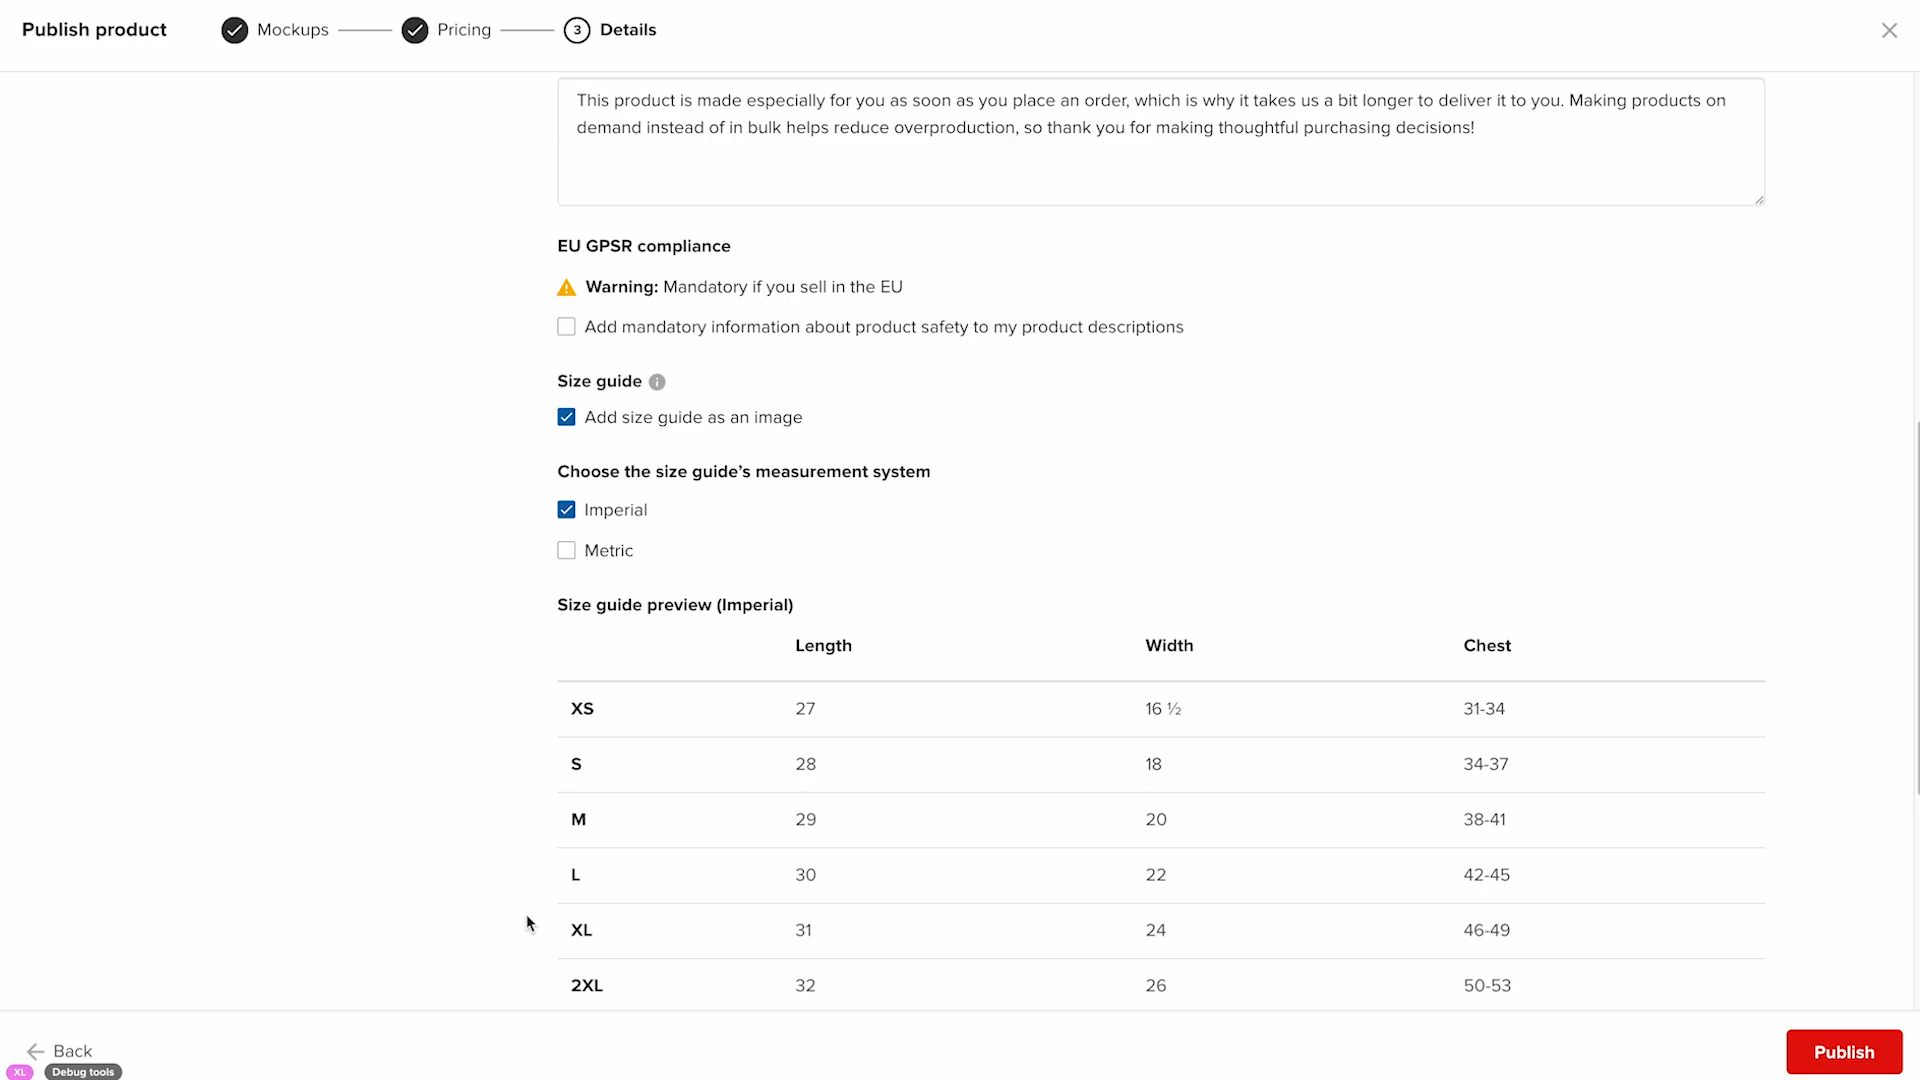 Publish product
Mockups
Pricing
3 Details
This product is made especially for you as soon as you place an order, which is why it takes us a bit longer to deliver it to you. Making products on
demand instead of in bulk helps reduce overproduction, so thank you for making thoughtful purchasing decisions!
EU GPSR compliance
Warning: Mandatory if you sell in the EU
Add mandatory information about product safety to my product descriptions
Size guide
Add size guide as an image
Choose the size guide’s measurement system
Imperial
Metric
Size guide preview (Imperial)
Length Width Chest
XS 27 16 ½ 31-34
S 28 18 34-37
M 29 20 38-41
L 30 22 42-45
XL 31 24 46-49
2XL 32 26 50-53
Back
Publish
XL Debug tools